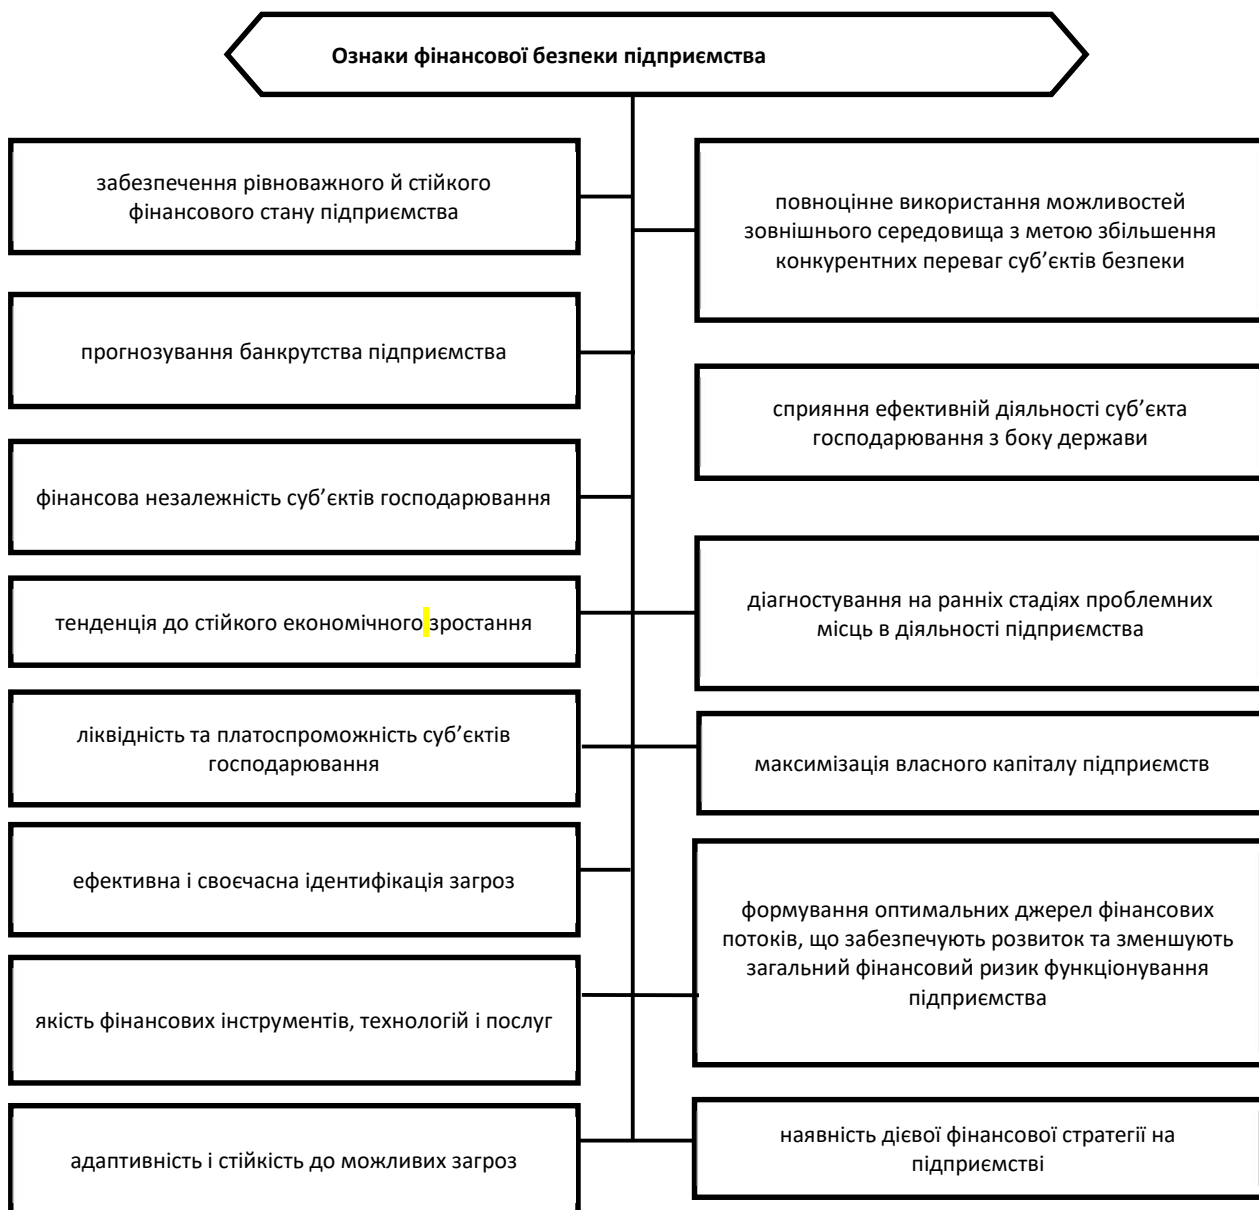 Ознаки фінансової безпеки підприємства
забезпечення рівноважного й стійкого
фінансового стану підприємства
прогнозування банкрутства підприємства
фінансова незалежність суб’єктів господарювання
тенденція до стійкого економічного зростання
ліквідність та платоспроможність суб’єктів
господарювання
ефективна і своєчасна ідентифікація загроз
якість фінансових інструментів, технологій і послуг
адаптивність і стійкість до можливих загроз
повноцінне використання можливостей
зовнішнього середовища з метою збільшення
конкурентних переваг суб’єктів безпеки
сприяння ефективній діяльності суб’єкта
господарювання з боку держави
діагностування на ранніх стадіях проблемних
місць в діяльності підприємства
максимізація власного капіталу підприємств
формування оптимальних джерел фінансових
потоків, що забезпечують розвиток та зменшують
загальний фінансовий ризик функціонування
підприємства
наявність дієвої фінансової стратегії на
підприємстві